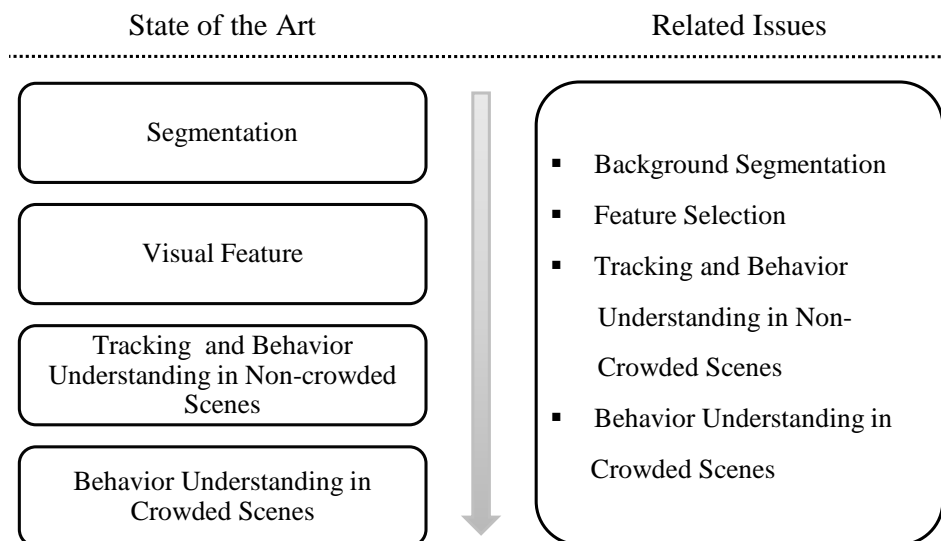 State of the Art
Related Issues
Segmentation
Visual Feature
Tracking and Behavior
Understanding in Non-crowded
Scenes
Behavior Understanding in
Crowded Scenes
▪ Background Segmentation
▪ Feature Selection
▪ Tracking and Behavior
Understanding in Non-
Crowded Scenes
▪ Behavior Understanding in
Crowded Scenes